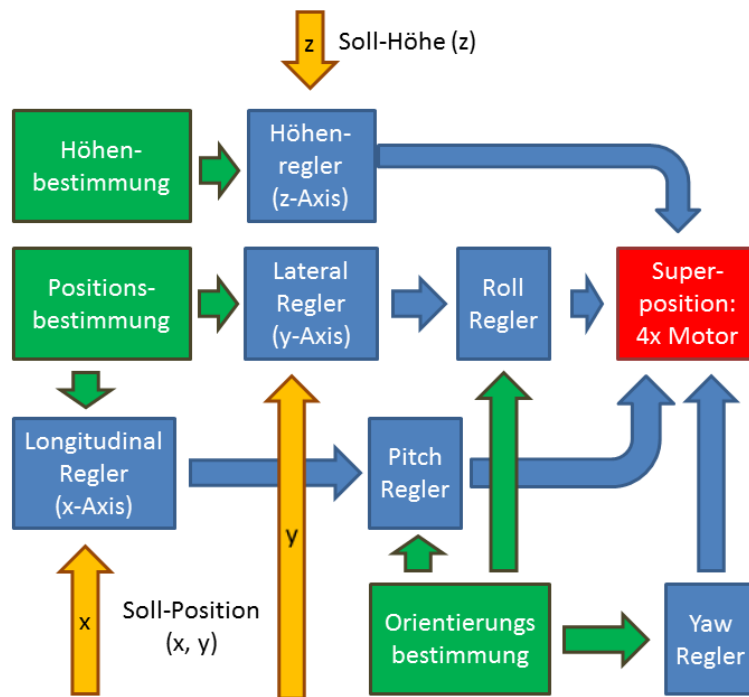 z
Soll-Höhe (z)
Höhen-
bestimmung
Höhen-
regler
(z-Axis)
Positions-
bestimmung
Lateral
Regler
(y-Axis)
Roll
Regler
Super-
position:
4x Motor
Longitudinal
Regler
(x-Axis)
Pitch
Regler
y
x
Soll-Position
(x, y)
Orientierungs
bestimmung
Yaw
Regler